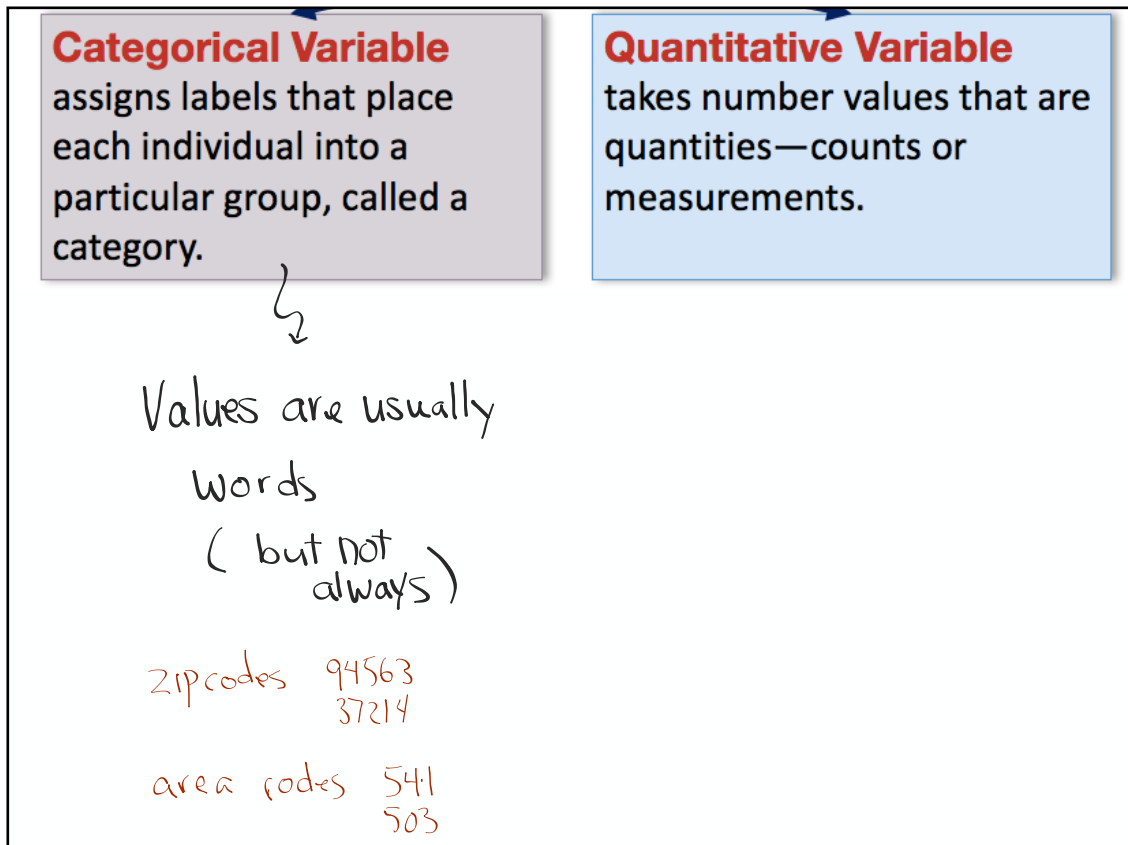 Categorical Variable
assigns labels that place
each individual into a
particular group, called a
category.
Quantitative Variable
takes number values that are
quantities—counts or
measurements.
Values are usually
words
( but not
always)
zipcodes 94563
37214
area codes 541
503